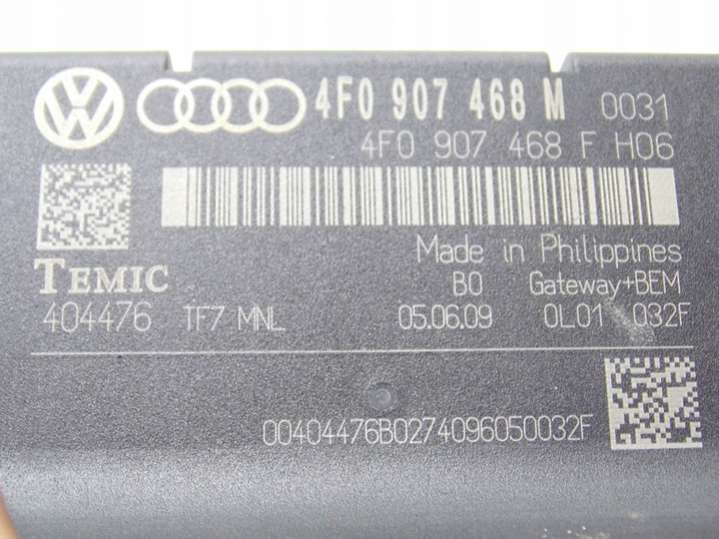 4F0 907 468 M 0031
4F0 907 468 F H06
Made in Philippines
TEMIC B0 Gateway+BEM
404476 TF7 MNL 05.06.09 0L01 032F
00404476B0274096050032F